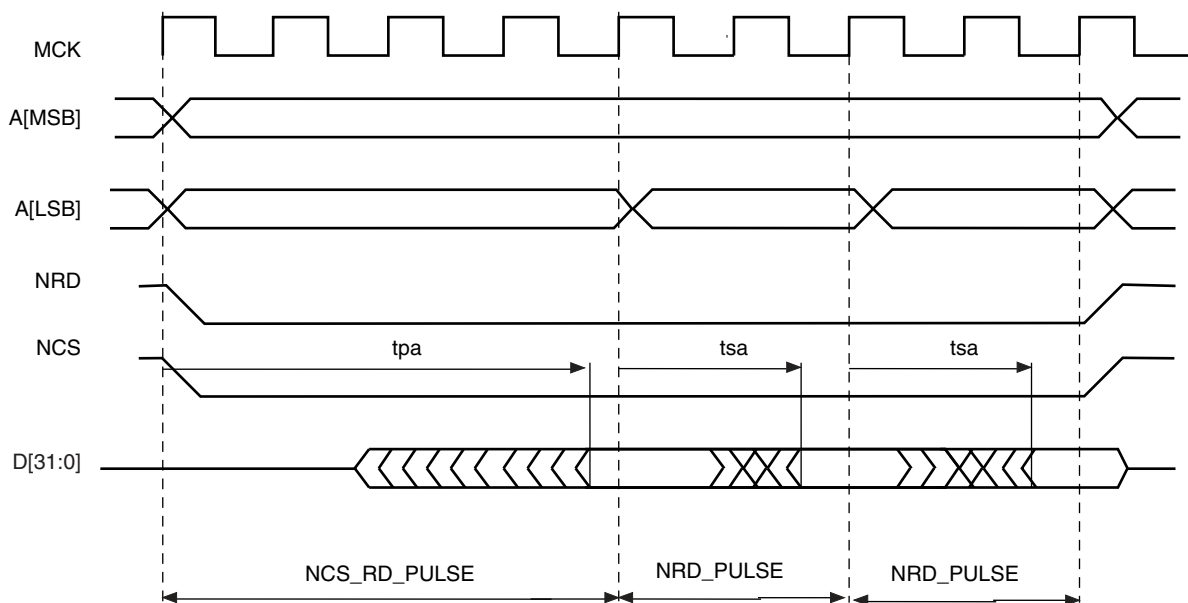 MCK
A[MSB]
A[LSB]
NRD
NCS
tpa
tsa
tsa
D[31:0]
NCS_RD_PULSE
NRD_PULSE
NRD_PULSE